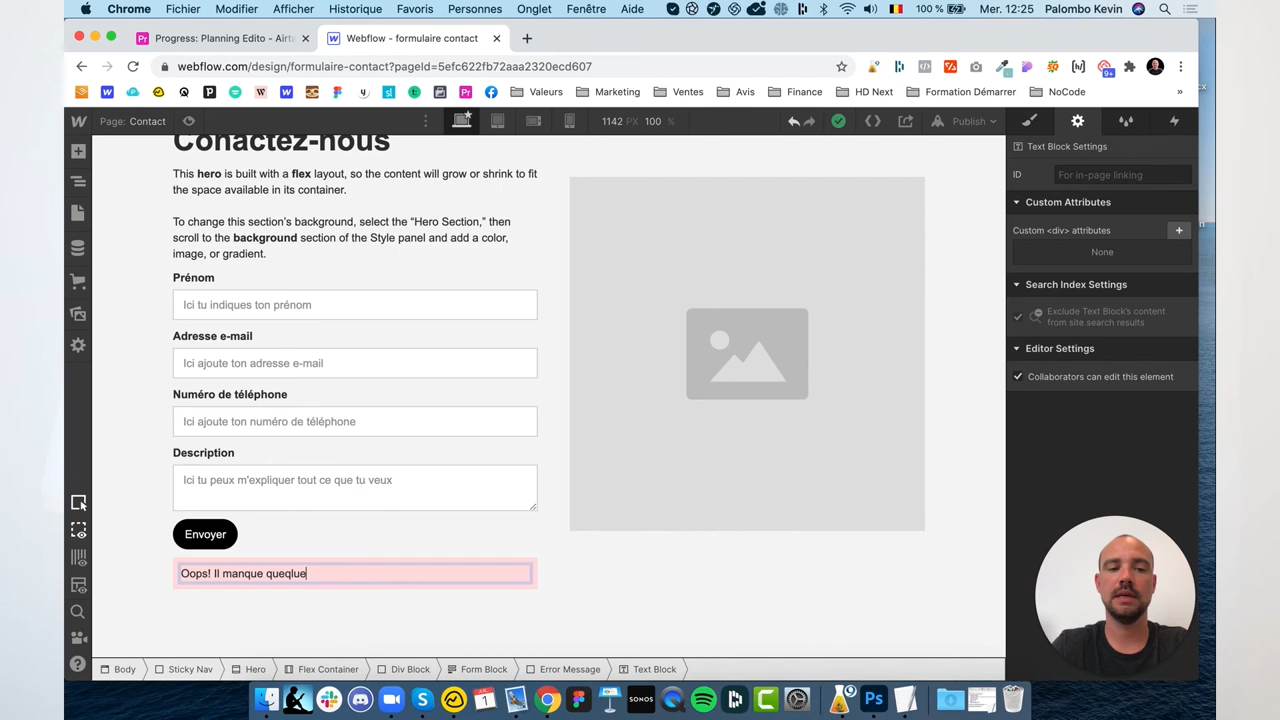 Chrome Fichier Modifier Afficher Historique Favoris Personnes Onglet Fenêtre Aide 100 % Mer. 12:25 Palombo Kevin
Progress: Planning Edito - Airta Webflow - formulaire contact
webflow.com/design/formulaire-contact?pageId=5efc622fb72aaa2320ecd607
9+
Valeurs Marketing Ventes Avis Finance HD Next Formation Démarrer NoCode »
Page: Contact 1142 PX 100 % Publish
Conactez-nous
This hero is built with a flex layout, so the content will grow or shrink to fit
the space available in its container.
To change this section's background, select the “Hero Section,” then
scroll to the background section of the Style panel and add a color,
image, or gradient.
Prénom
Ici tu indiques ton prénom
Adresse e-mail
Ici ajoute ton adresse e-mail
Numéro de téléphone
Ici ajoute ton numéro de téléphone
Description
Ici tu peux m'expliquer tout ce que tu veux
Envoyer
Oops! Il manque queqlue
Text Block Settings
ID For in-page linking
Custom Attributes
Custom <div> attributes
None
Search Index Settings
Exclude Text Block's content
from site search results
Editor Settings
Collaborators can edit this element
Body Sticky Nav Hero Flex Container Div Block Form Block Error Message Text Block
SONOS